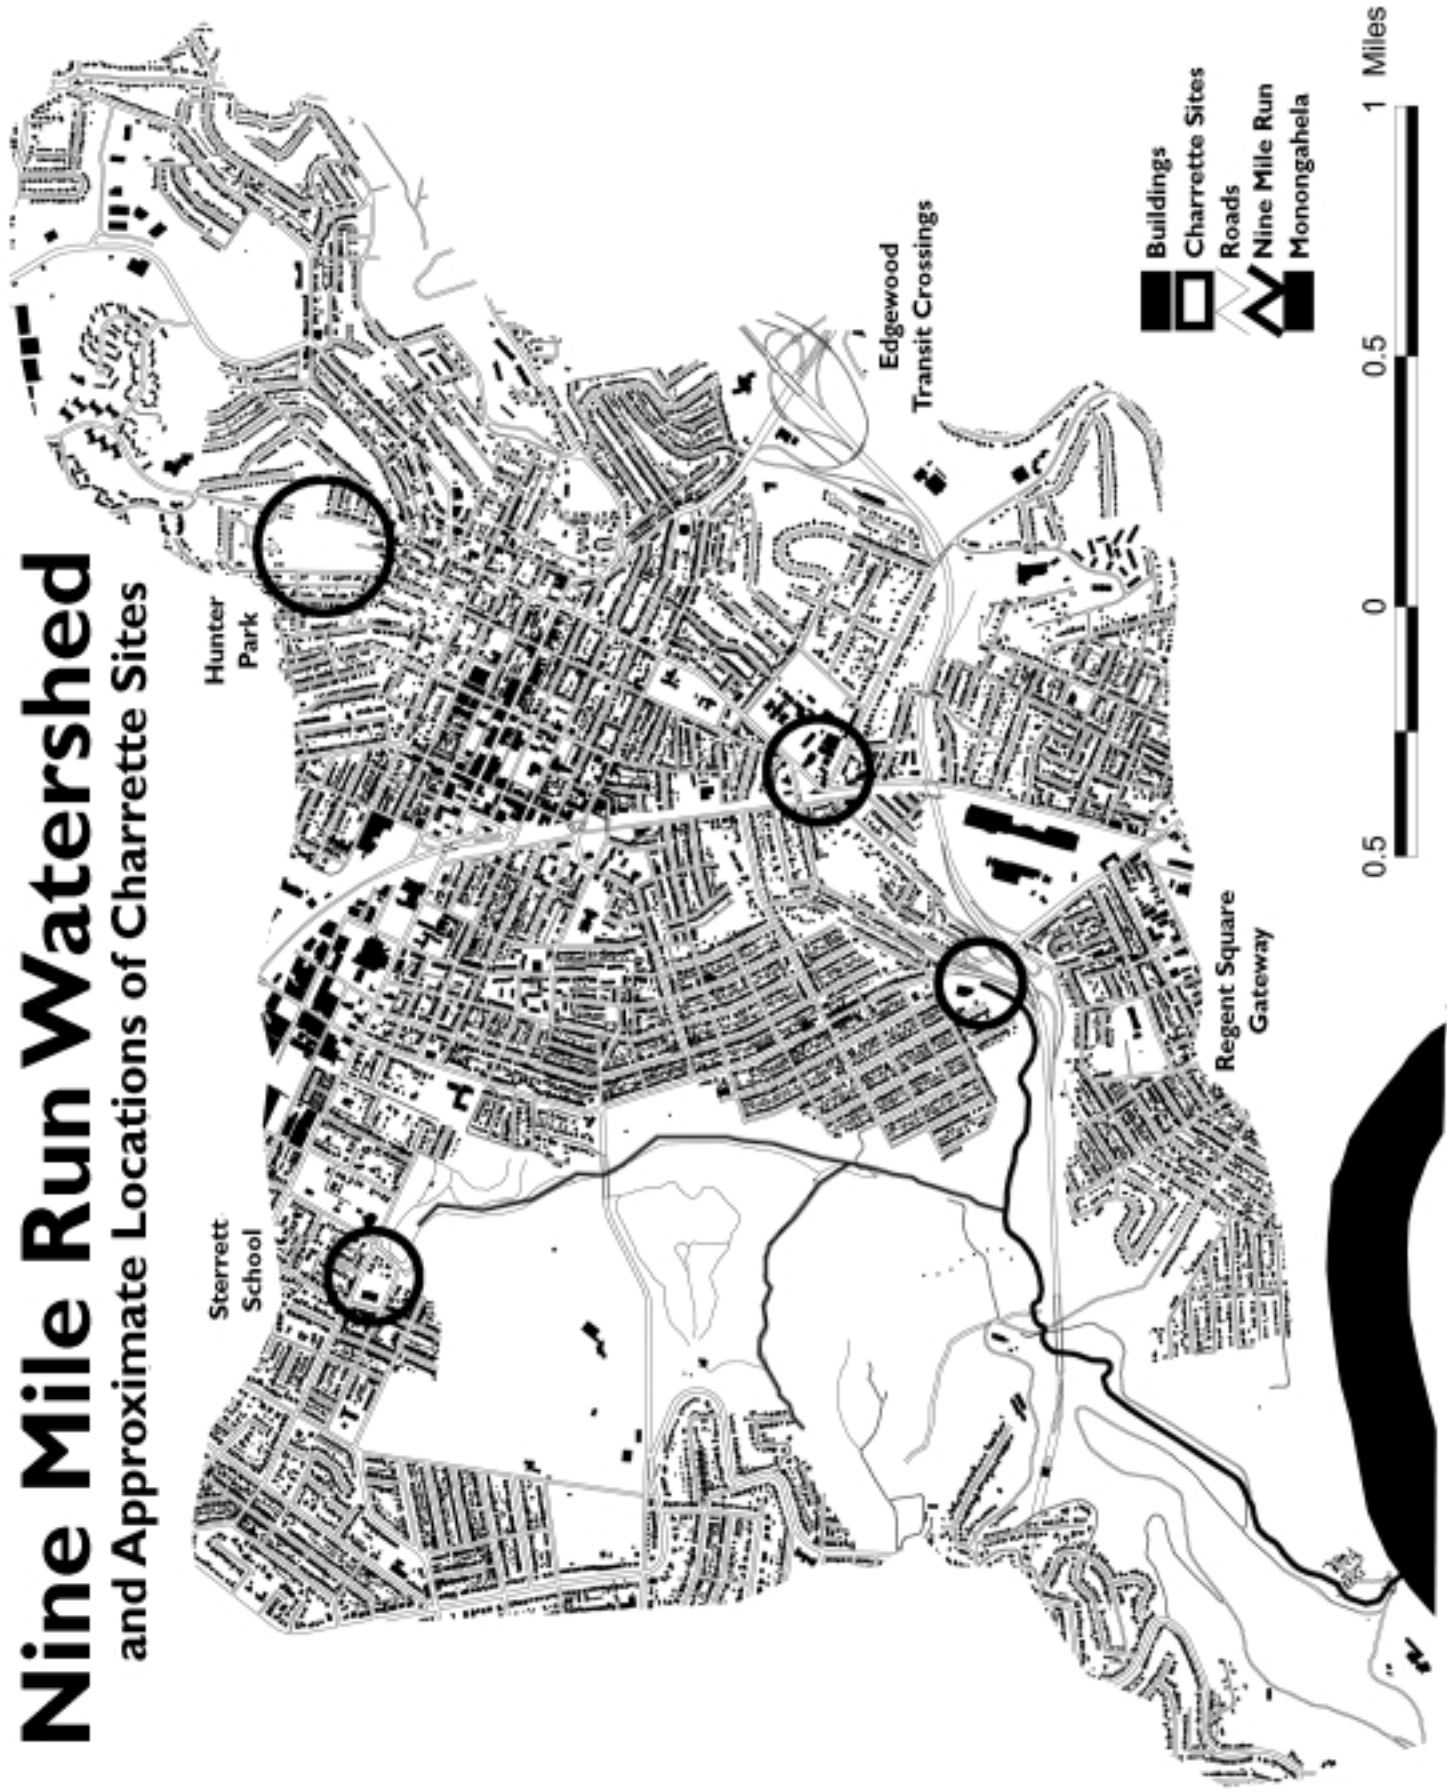 Nine Mile Run Watershed
and Approximate Locations of Charrette Sites
Sterrett
School
Hunter
Park
Regent Square
Gateway
Edgewood
Transit Crossings
Buildings
Charrette Sites
Roads
Nine Mile Run
Monongahela
0.5 0 0.5 1 Miles